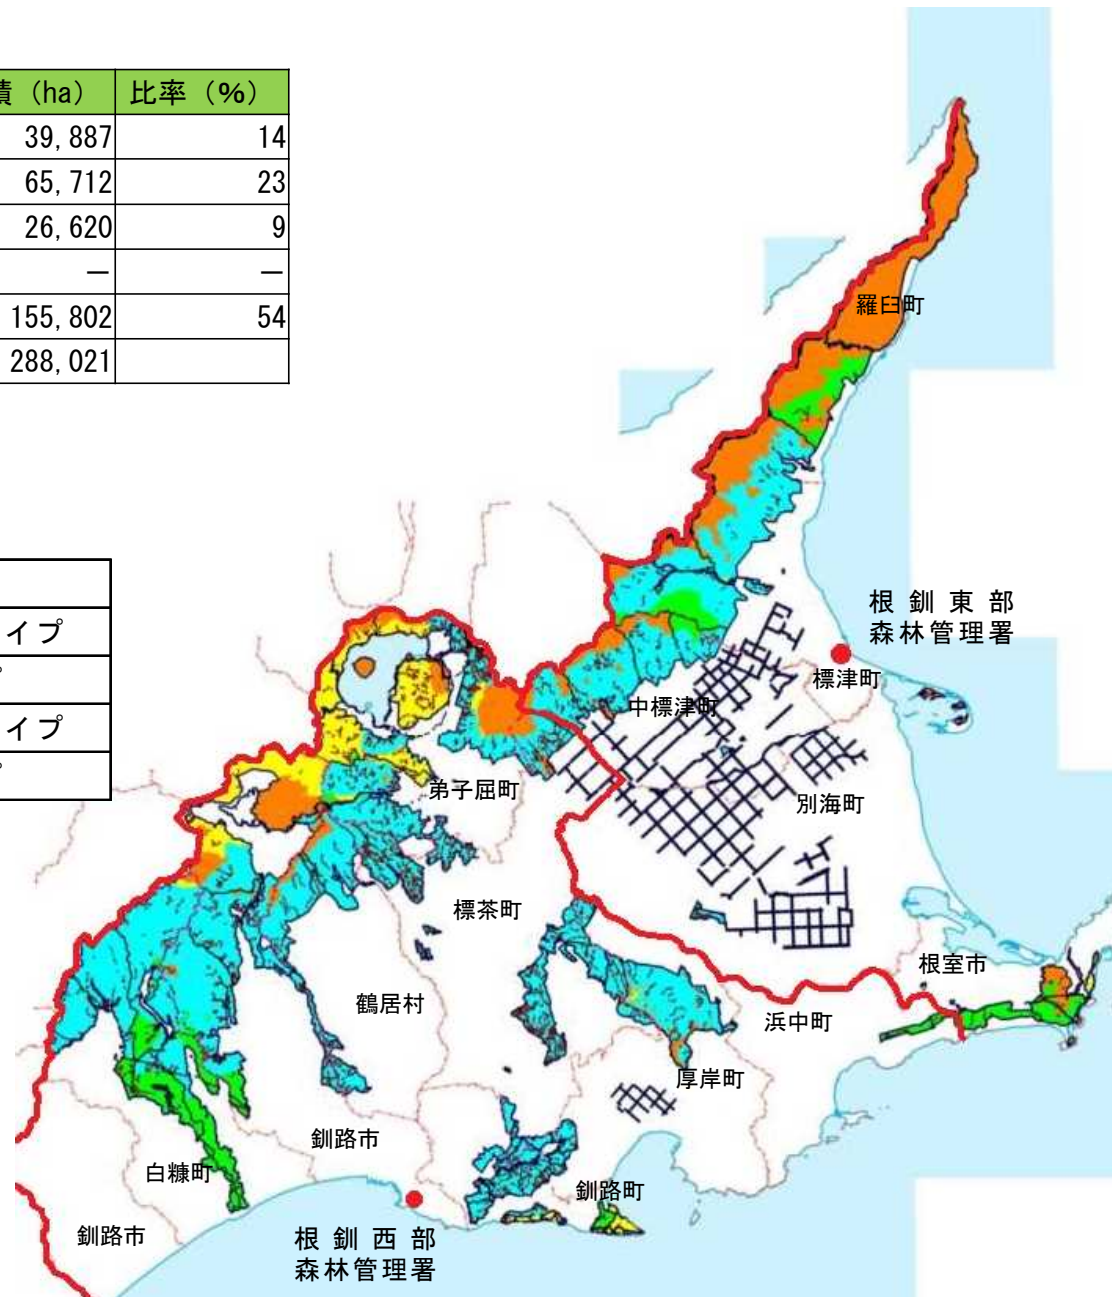 積（ha） 比率（%）
39,887 14
65,712 23
26,620 9
― ―
155,802 54
288,021
イプ
プ
イプ
プ
羅臼町
根釧東部
森林管理署
標津町
中標津町
弟子屈町
別海町
標茶町
根室市
鶴居村
浜中町
厚岸町
釧路市
白糠町
釧路町
釧路市
根釧西部
森林管理署